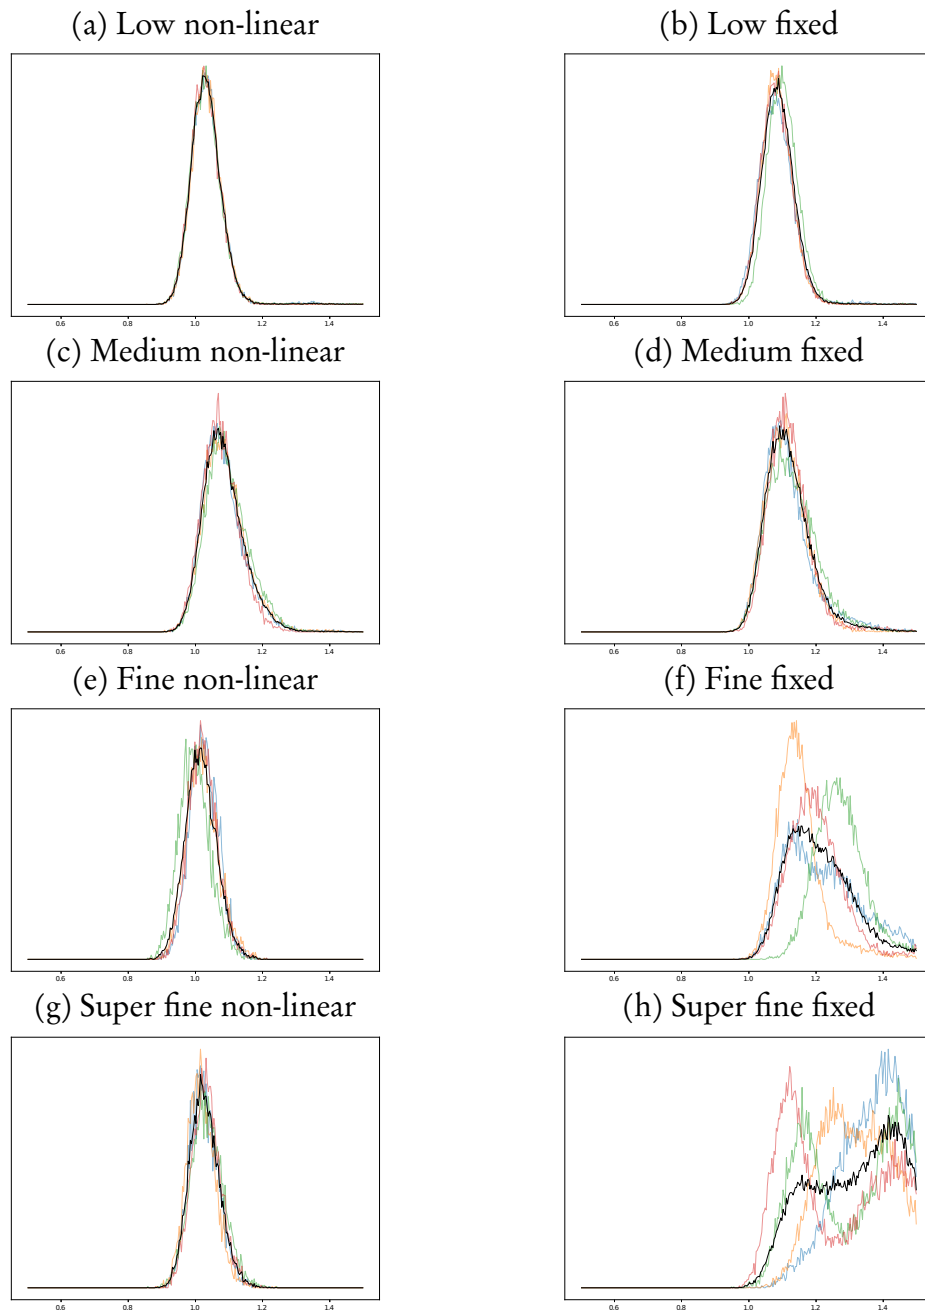 (a) Low non-linear
(b) Low fixed
0.6 0.8 1.0 1.2 1.4
0.6 0.8 1.0 1.2 1.4
(c) Medium non-linear
(d) Medium fixed
0.6 0.8 1.0 1.2 1.4
0.6 0.8 1.0 1.2 1.4
(e) Fine non-linear
(f) Fine fixed
0.6 0.8 1.0 1.2 1.4
0.6 0.8 1.0 1.2 1.4
(g) Super fine non-linear
(h) Super fine fixed
0.6 0.8 1.0 1.2 1.4
0.6 0.8 1.0 1.2 1.4